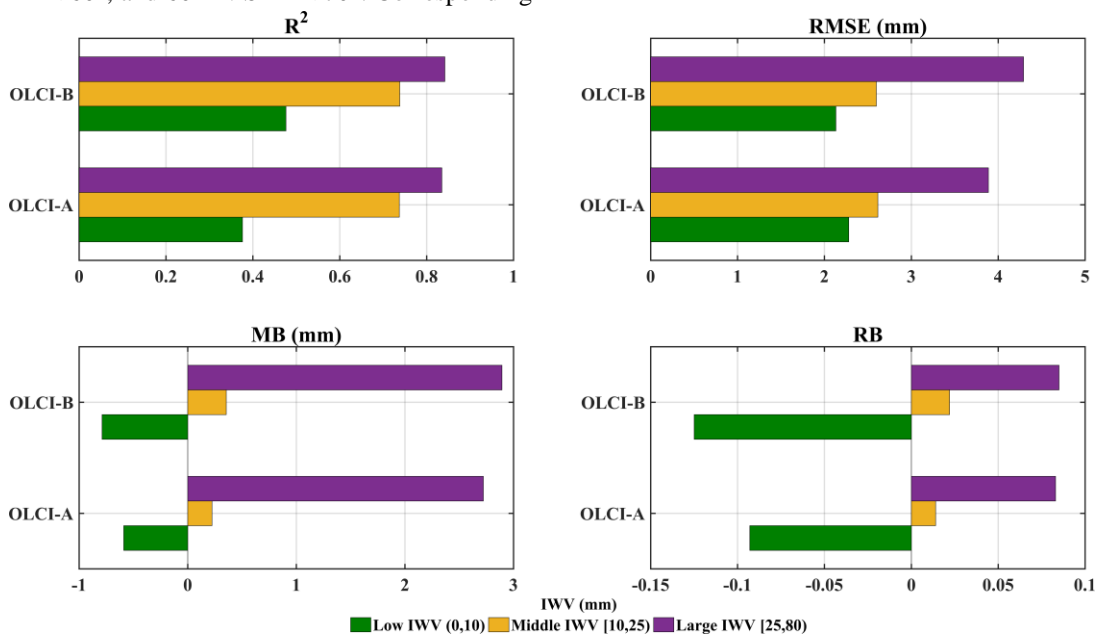 R²
OLCI-B
OLCI-A
0 0.2 0.4 0.6 0.8 1
RMSE (mm)
OLCI-B
OLCI-A
0 1 2 3 4 5
MB (mm)
OLCI-B
OLCI-A
-1 0 1 2 3
RB
OLCI-B
OLCI-A
-0.15 -0.1 -0.05 0 0.05 0.1
IWV (mm)
Low IWV (0,10) Middle IWV [10,25) Large IWV [25,80)